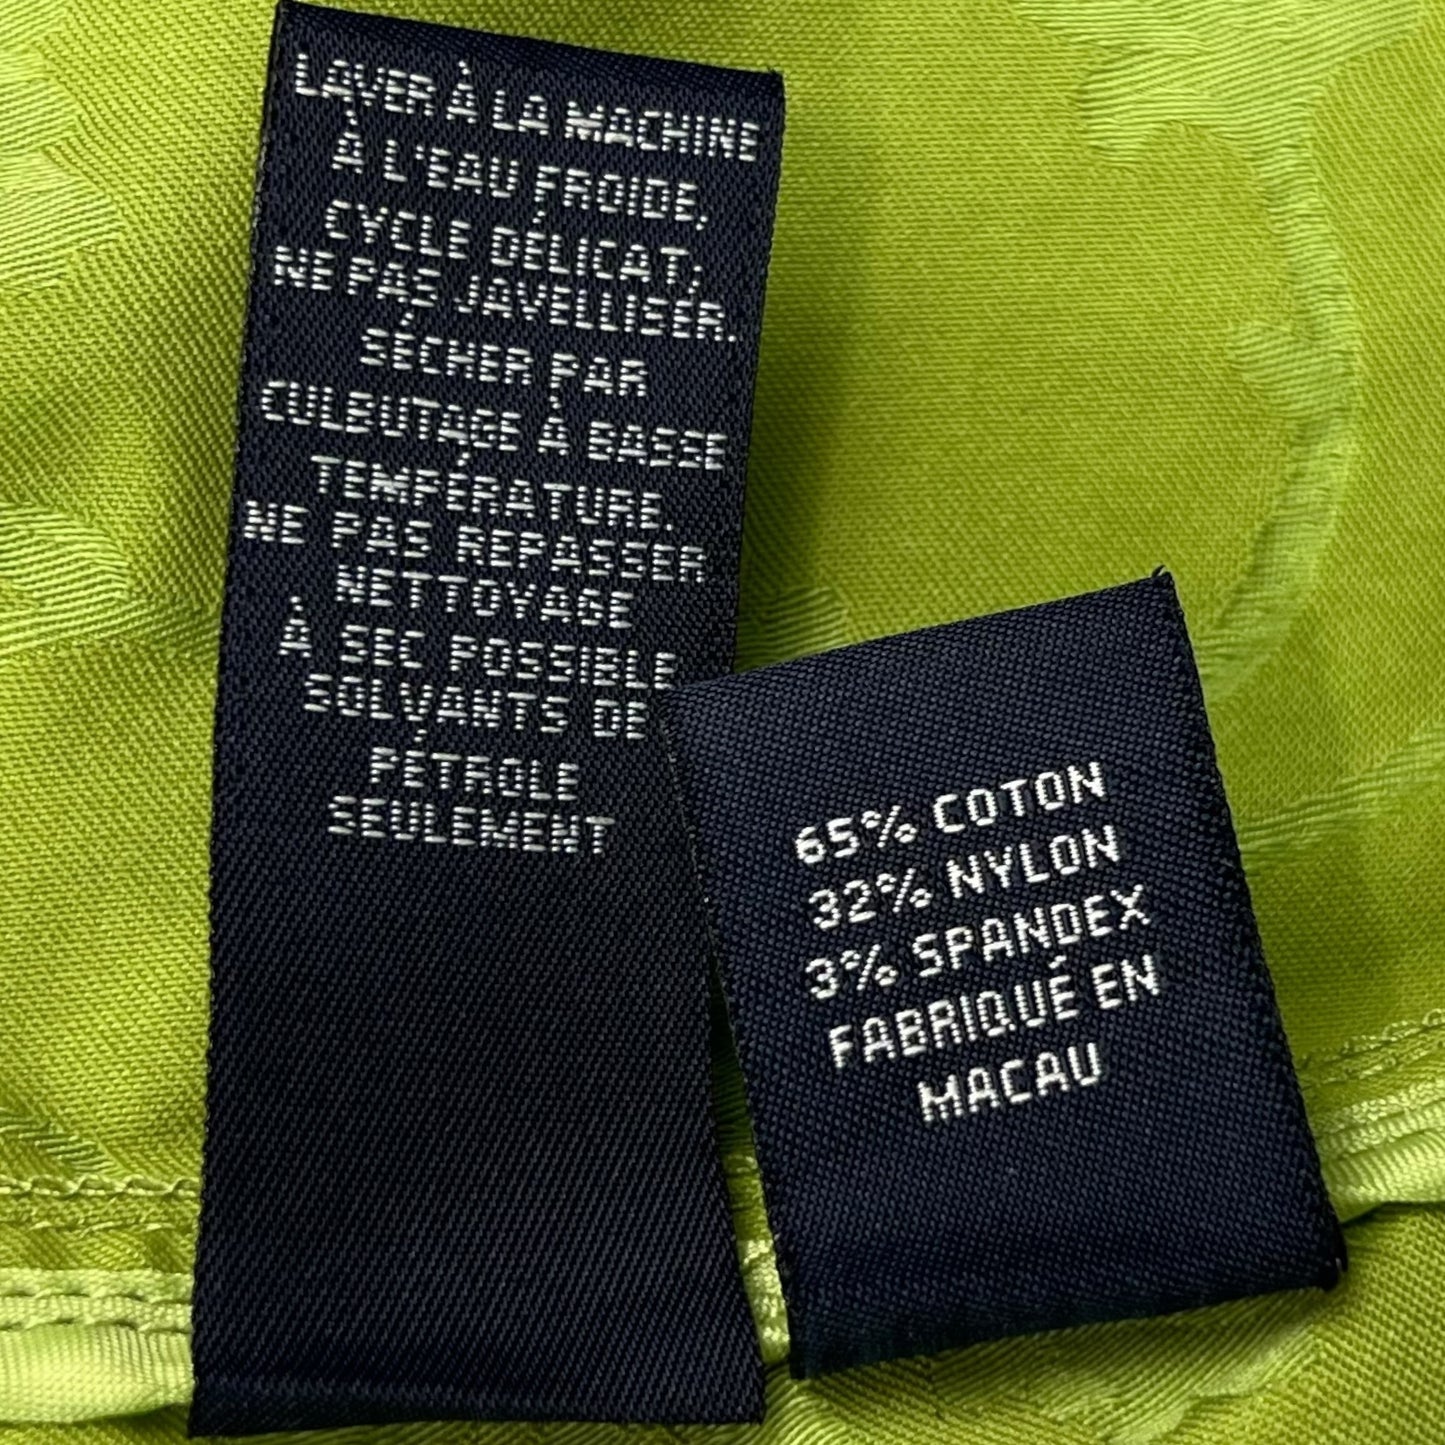 LAVER À LA MACHINE
À L'EAU FROIDE,
CYCLE DÉLICAT;
NE PAS JAVELLISER.
SÉCHER PAR
CULBUTAGE À BASSE
TEMPÉRATURE.
NE PAS REPASSER
NETTOYAGE
À SEC POSSIBLE
SOLVANTS DE
PÉTROLE
SEULEMENT
65% COTON
32% NYLON
3% SPANDEX
FABRIQUÉ EN
MACAU